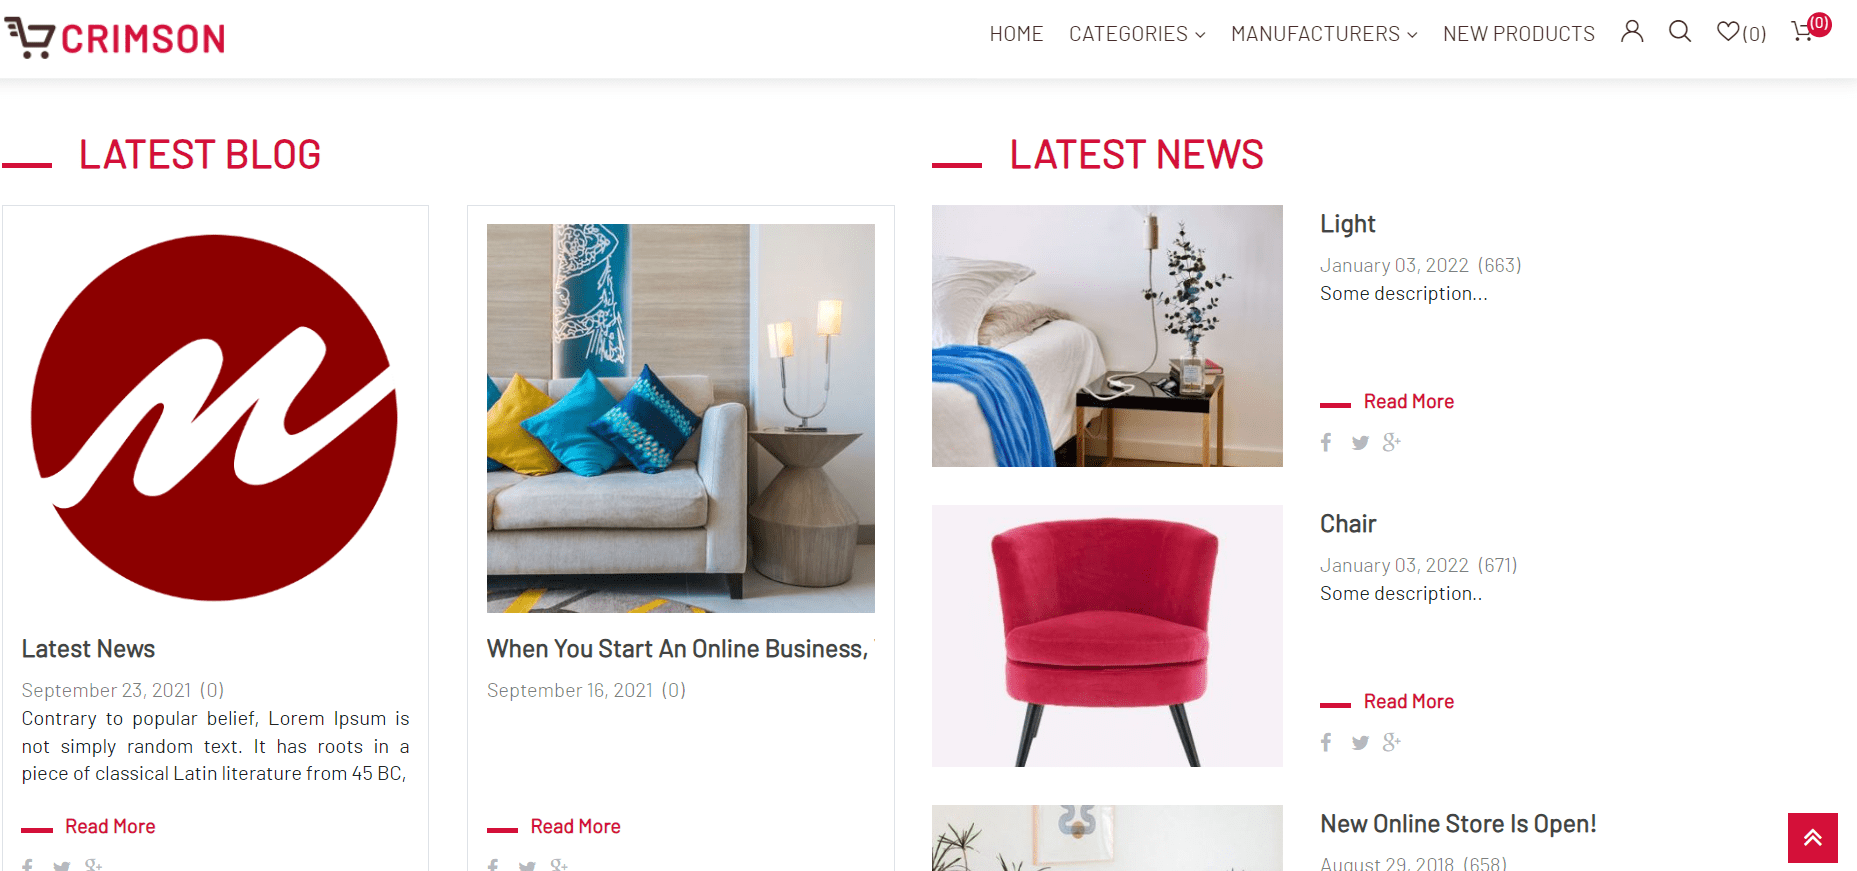 CRIMSON
HOME CATEGORIES MANUFACTURERS NEW PRODUCTS (0) (0)
LATEST BLOG
Latest News
September 23, 2021 (0)
Contrary to popular belief, Lorem Ipsum is
not simply random text. It has roots in a
piece of classical Latin literature from 45 BC,
Read More
f g+
When You Start An Online Business,
September 16, 2021 (0)
Read More
f g+
LATEST NEWS
Light
January 03, 2022 (663)
Some description...
Read More
f g+
Chair
January 03, 2022 (671)
Some description..
Read More
f g+
New Online Store Is Open!
August 29, 2018 (658)